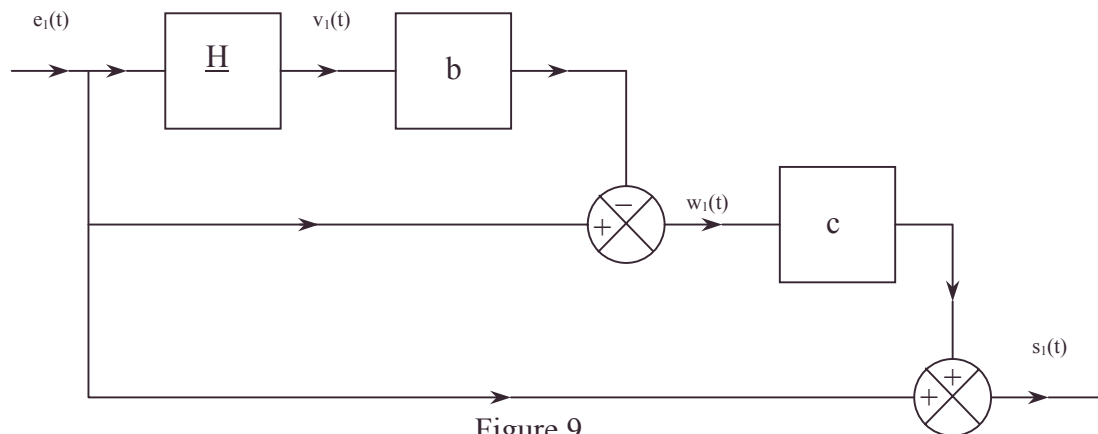 e₁(t)
v₁(t)
H
b
−
+
w₁(t)
c
+
+
s₁(t)
Figure 9